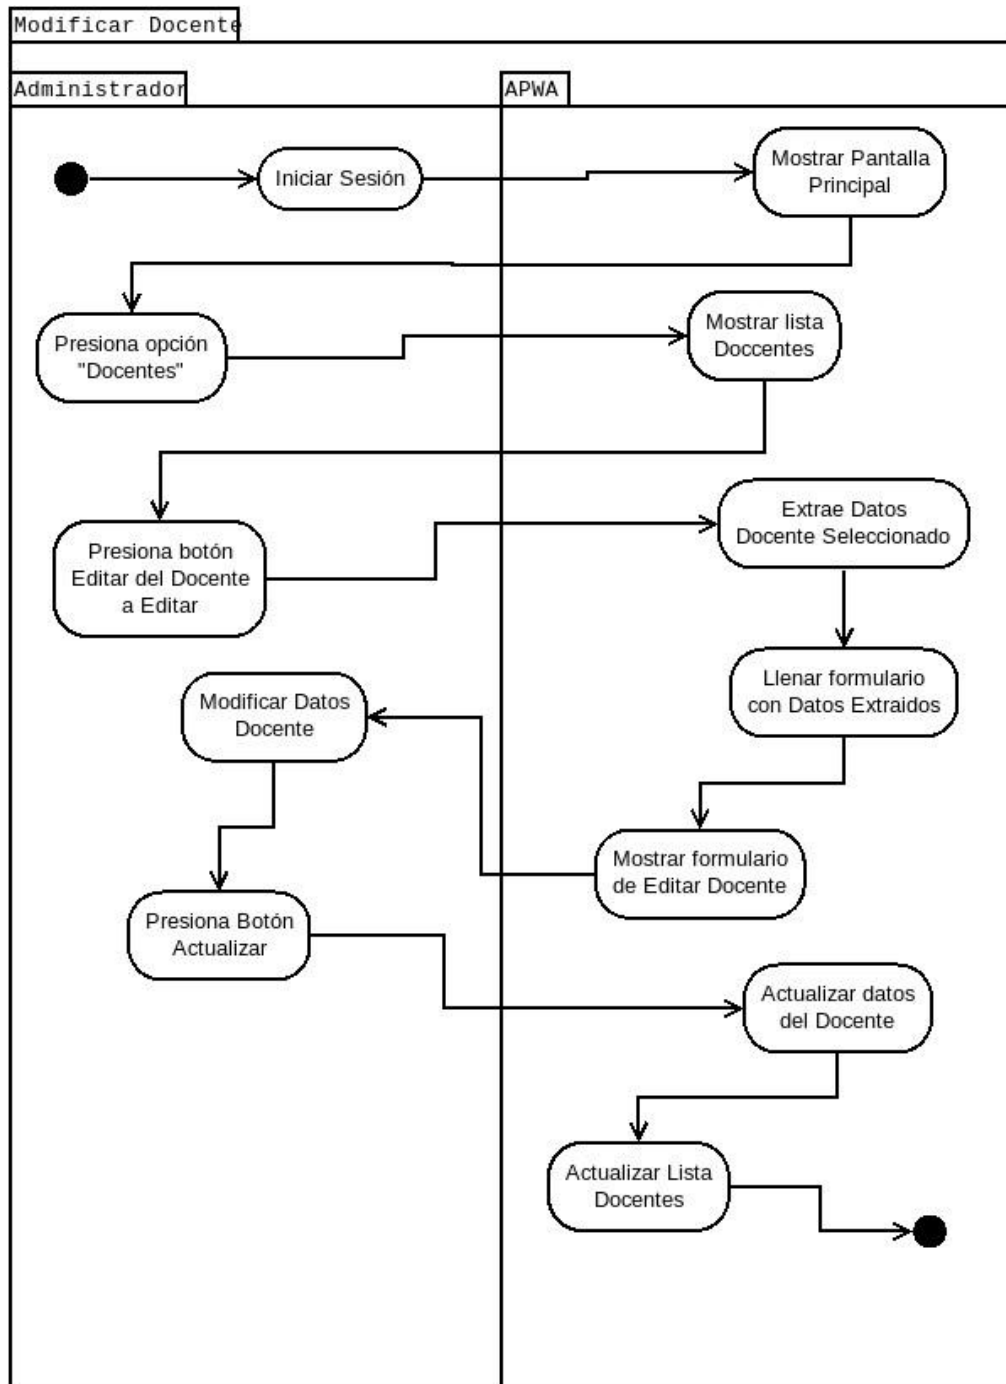 Modificar Docente
Administrador
APWA
Iniciar Sesión
Mostrar Pantalla
Principal
Presiona opción
"Docentes"
Mostrar lista
Doccentes
Presiona botón
Editar del Docente
a Editar
Extrae Datos
Docente Seleccionado
Llenar formulario
con Datos Extraidos
Mostrar formulario
de Editar Docente
Modificar Datos
Docente
Presiona Botón
Actualizar
Actualizar datos
del Docente
Actualizar Lista
Docentes